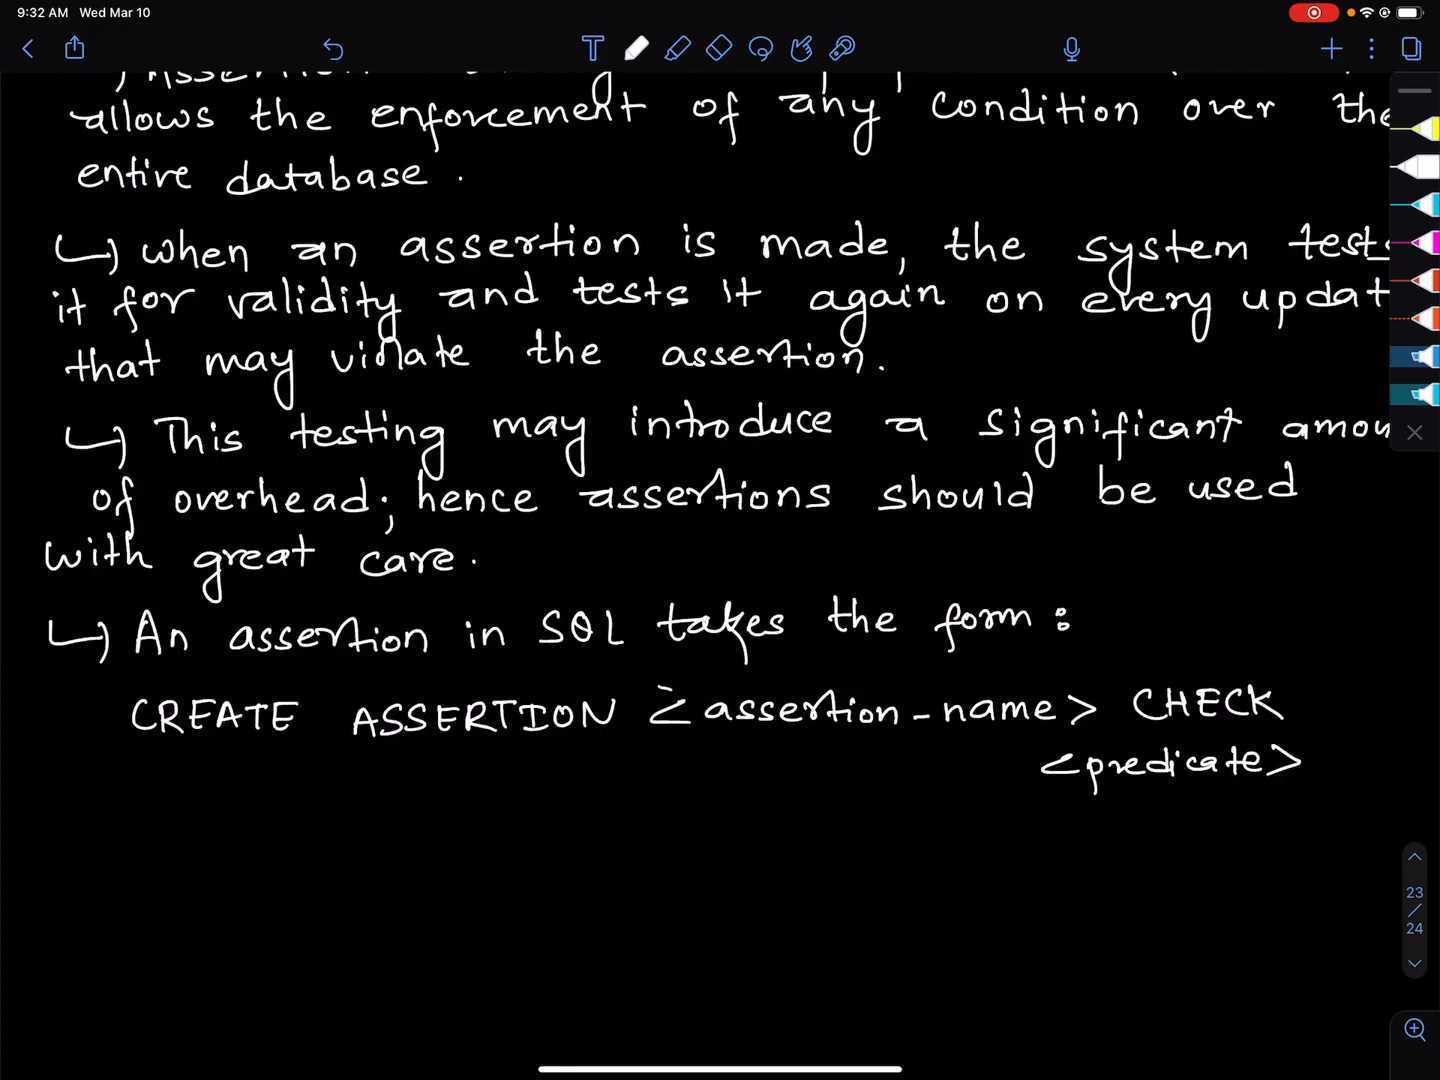 9:32 AM Wed Mar 10
Assertion
allows the enforcement of any condition over the
entire database.
↳ when an assertion is made, the system tests
it for validity and tests it again on every updat
that may violate the assertion.
↳ This testing may introduce a significant amou
of overhead; hence assertions should be used
with great care.
↳ An assertion in SQL takes the form:
CREATE ASSERTION <assertion-name> CHECK
<predicate>
23
/
24